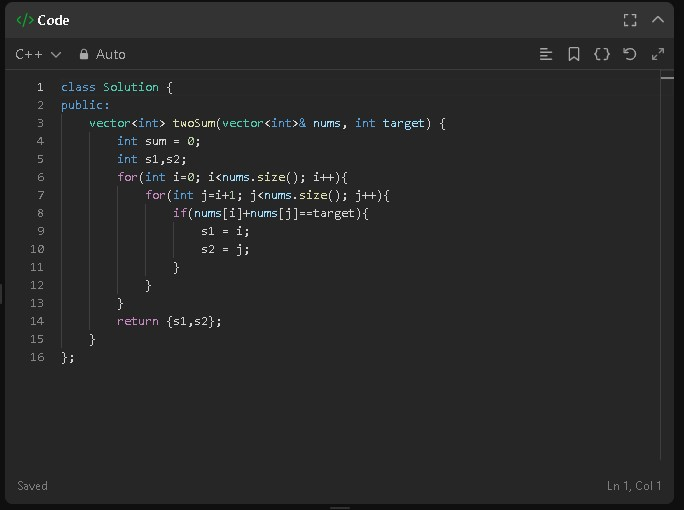 </> Code
C++ Auto
1 class Solution {
2 public:
3     vector<int> twoSum(vector<int>& nums, int target) {
4         int sum = 0;
5         int s1,s2;
6         for(int i=0; i<nums.size(); i++){
7             for(int j=i+1; j<nums.size(); j++){
8                 if(nums[i]+nums[j]==target){
9                     s1 = i;
10                     s2 = j;
11                 }
12             }
13         }
14         return {s1,s2};
15     }
16 };
Saved Ln 1, Col 1